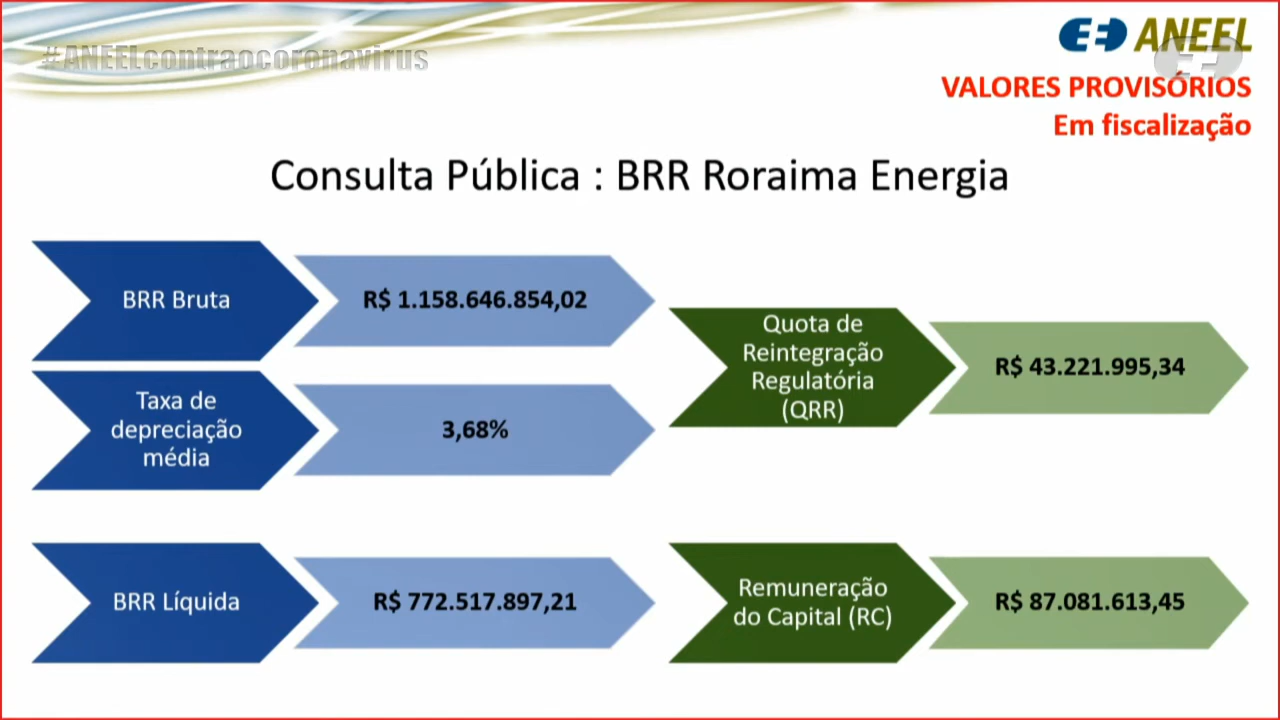 #ANEELcontraocoronavirus
ANEEL
VALORES PROVISÓRIOS
Em fiscalização
Consulta Pública : BRR Roraima Energia
BRR Bruta
R$ 1.158.646.854,02
Taxa de
depreciação
média
3,68%
Quota de
Reintegração
Regulatória
(QRR)
R$ 43.221.995,34
BRR Líquida
R$ 772.517.897,21
Remuneração
do Capital (RC)
R$ 87.081.613,45